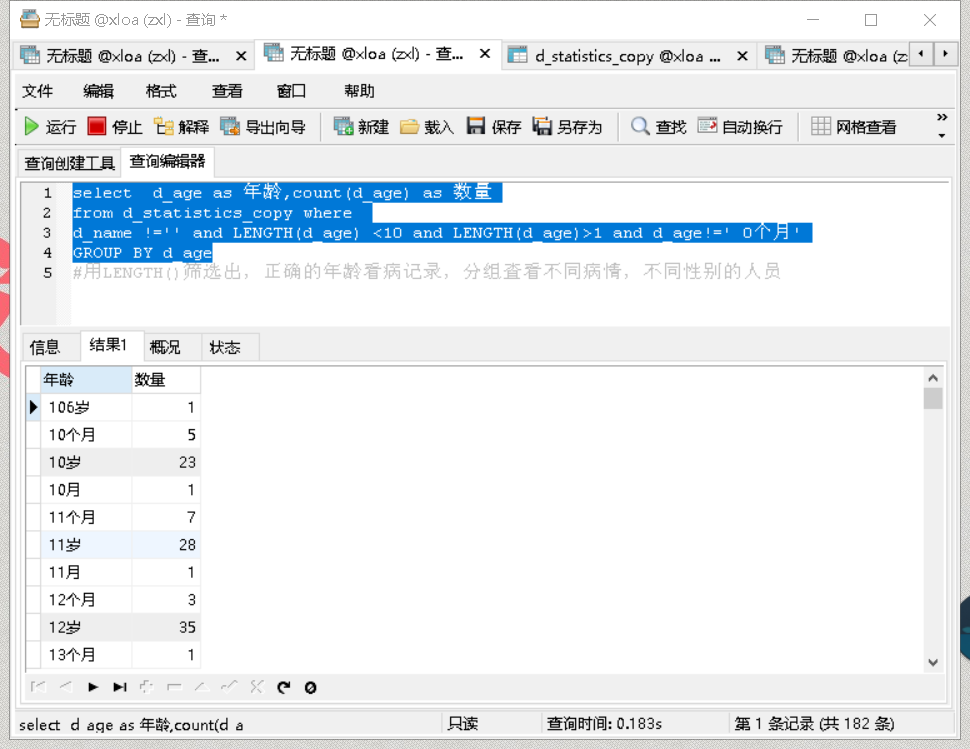 无标题 @xloa (zxl) - 查询 *
无标题 @xloa (zxl) - 查... 无标题 @xloa (zxl) - 查... d_statistics_copy @xloa ... 无标题 @xloa (z
文件 编辑 格式 查看 窗口 帮助
运行 停止 解释 导出向导 新建 载入 保存 另存为 查找 自动换行 网格查看
查询创建工具 查询编辑器
1 select  d_age as 年龄,count(d_age) as 数量
2 from d_statistics_copy where
3 d_name !='' and LENGTH(d_age) <10 and LENGTH(d_age)>1 and d_age!=' 0个月'
4 GROUP BY d_age
5 #用LENGTH()筛选出，正确的年龄看病记录，分组查看不同病情，不同性别的人员
信息 结果1 概况 状态
年龄 数量
106岁 1
10个月 5
10岁 23
10月 1
11个月 7
11岁 28
11月 1
12个月 3
12岁 35
13个月 1
select  d_age as 年龄,count(d_a 只读 查询时间: 0.183s 第 1 条记录 (共 182 条)